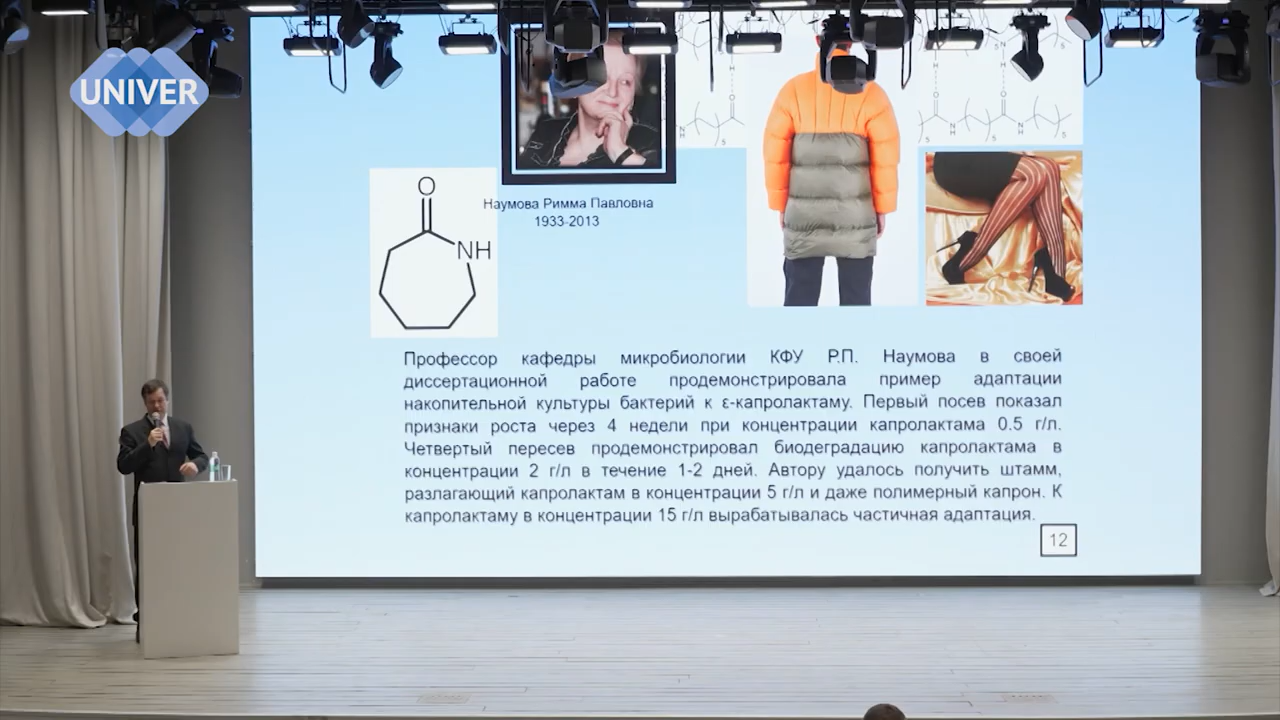 UNIVER
Наумова Римма Павловна
1933-2013
O
NH
Профессор кафедры микробиологии КФУ Р.П. Наумова в своей
диссертационной работе продемонстрировала пример адаптации
накопительной культуры бактерий к ε-капролактаму. Первый посев показал
признаки роста через 4 недели при концентрации капролактама 0.5 г/л.
Четвертый пересев продемонстрировал биодеградацию капролактама в
концентрации 2 г/л в течение 1-2 дней. Автору удалось получить штамм,
разлагающий капролактам в концентрации 5 г/л и даже полимерный капрон. К
капролактаму в концентрации 15 г/л вырабатывалась частичная адаптация.
12